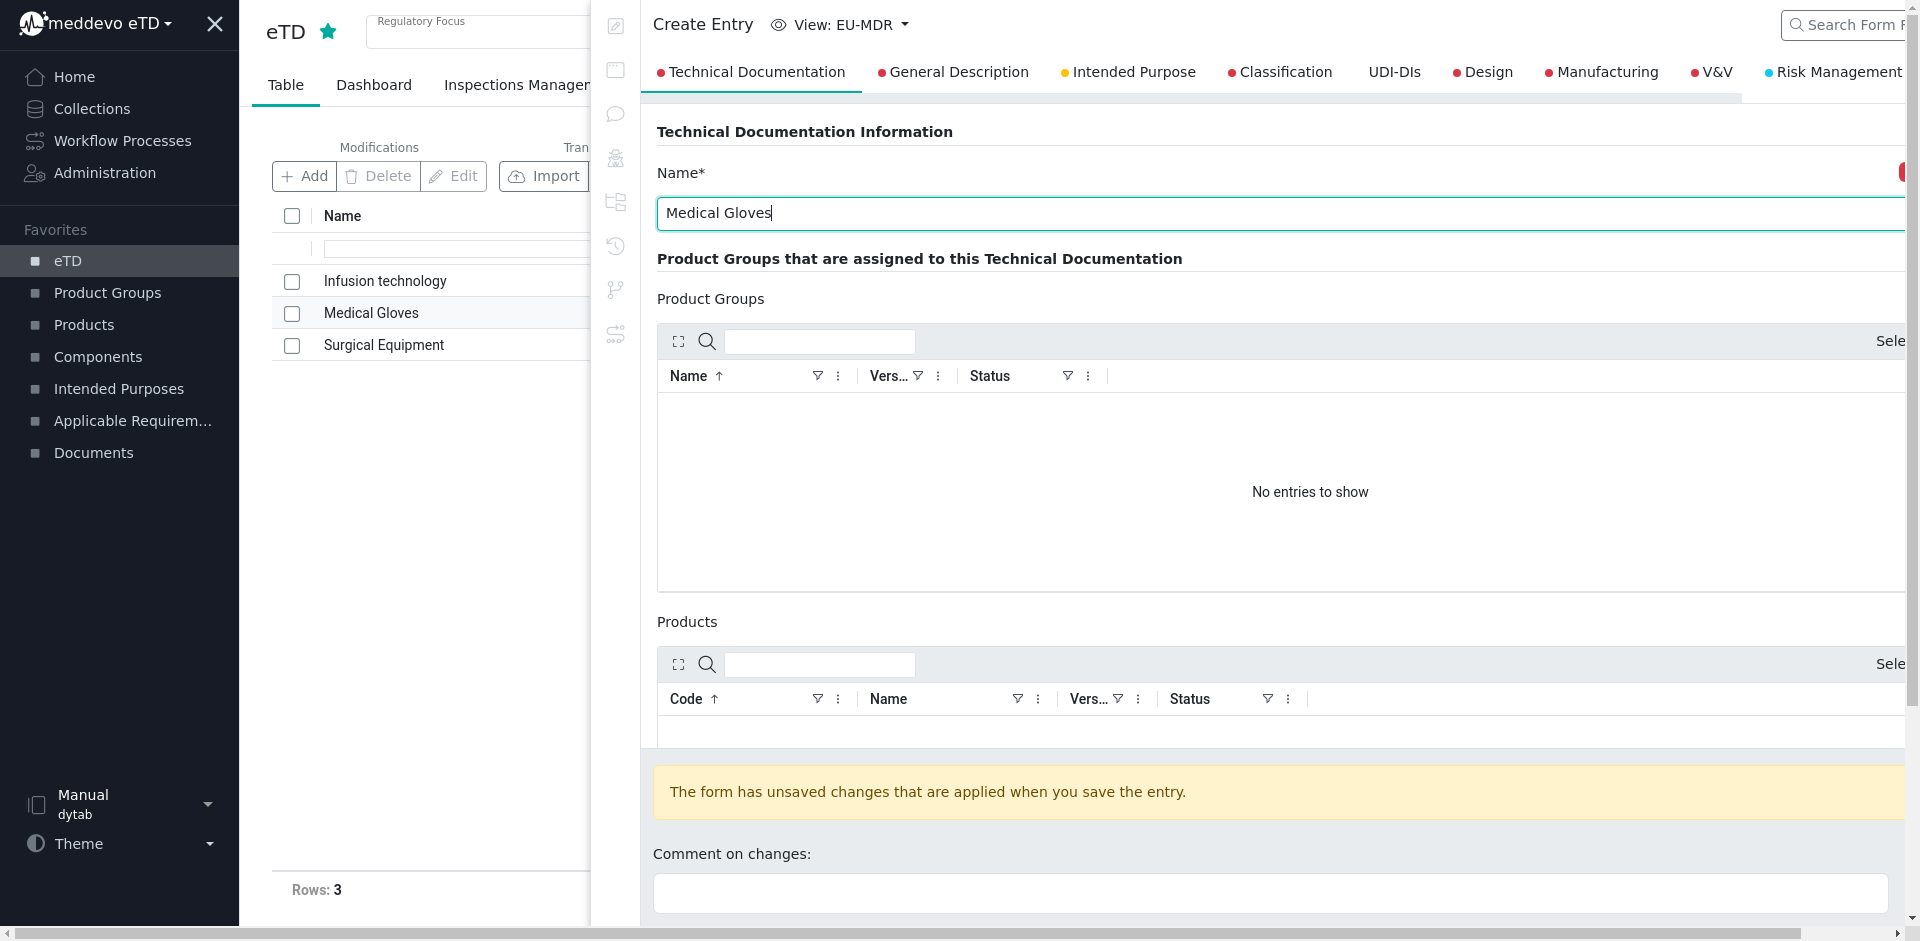 meddevo eTD
Home
Collections
Workflow Processes
Administration
Favorites
eTD
Product Groups
Products
Components
Intended Purposes
Applicable Requirem...
Documents
Manual
dytab
Theme
eTD
Regulatory Focus
Table
Dashboard
Inspections Manager
Modifications
Tran
Add
Delete
Edit
Import
Name
Infusion technology
Medical Gloves
Surgical Equipment
Rows: 3
Create Entry
View: EU-MDR
Search Form F
Technical Documentation
General Description
Intended Purpose
Classification
UDI-DIs
Design
Manufacturing
V&V
Risk Management
Technical Documentation Information
Name*
Medical Gloves
Product Groups that are assigned to this Technical Documentation
Product Groups
Sele
Name
Vers...
Status
No entries to show
Products
Sele
Code
Name
Vers...
Status
The form has unsaved changes that are applied when you save the entry.
Comment on changes: